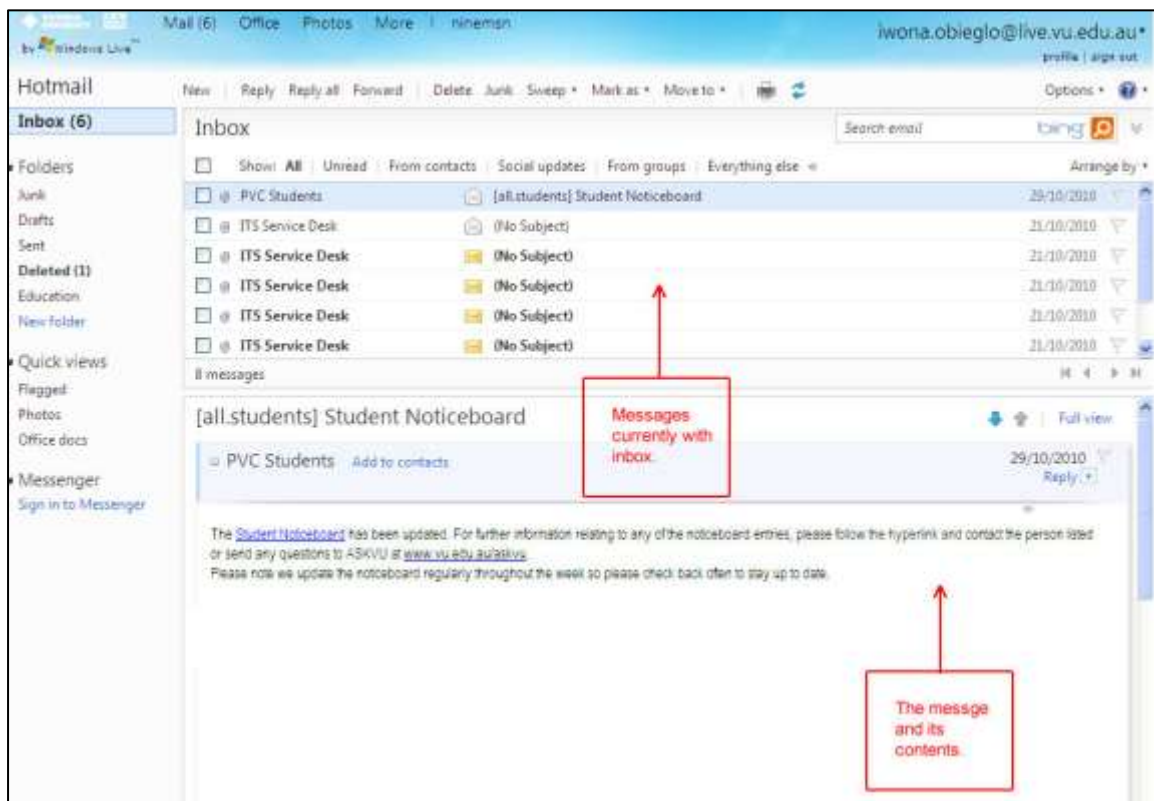 Mail (6) Office Photos More ninemsn
iwona.obieglo@live.vu.edu.au
by Windows Live™
profile | sign out
Hotmail
New Reply Reply all Forward Delete Junk Sweep Mark as Move to Options
Inbox (6)
Inbox
Search email bing
Folders
Show: All Unread From contacts Social updates From groups Everything else Arrange by
Junk
PVC Students [all.students] Student Noticeboard 29/10/2010
Drafts
ITS Service Desk (No Subject) 21/10/2010
Sent
ITS Service Desk (No Subject) 21/10/2010
Deleted (1)
ITS Service Desk (No Subject) 21/10/2010
Education
ITS Service Desk (No Subject) 21/10/2010
New folder
ITS Service Desk (No Subject) 21/10/2010
Quick views
8 messages
Flagged
Photos
Office docs
Messenger
Sign in to Messenger
[all.students] Student Noticeboard
Full view
PVC Students Add to contacts
29/10/2010
Reply
Messages
currently with
inbox.
The Student Noticeboard has been updated. For further information relating to any of the noticeboard entries, please follow the hyperlink and contact the person listed
or send any questions to ASKVU at www.vu.edu.au/askvu.
Please note we update the noticeboard regularly throughout the week so please check back often to stay up to date.
The messge
and its
contents.